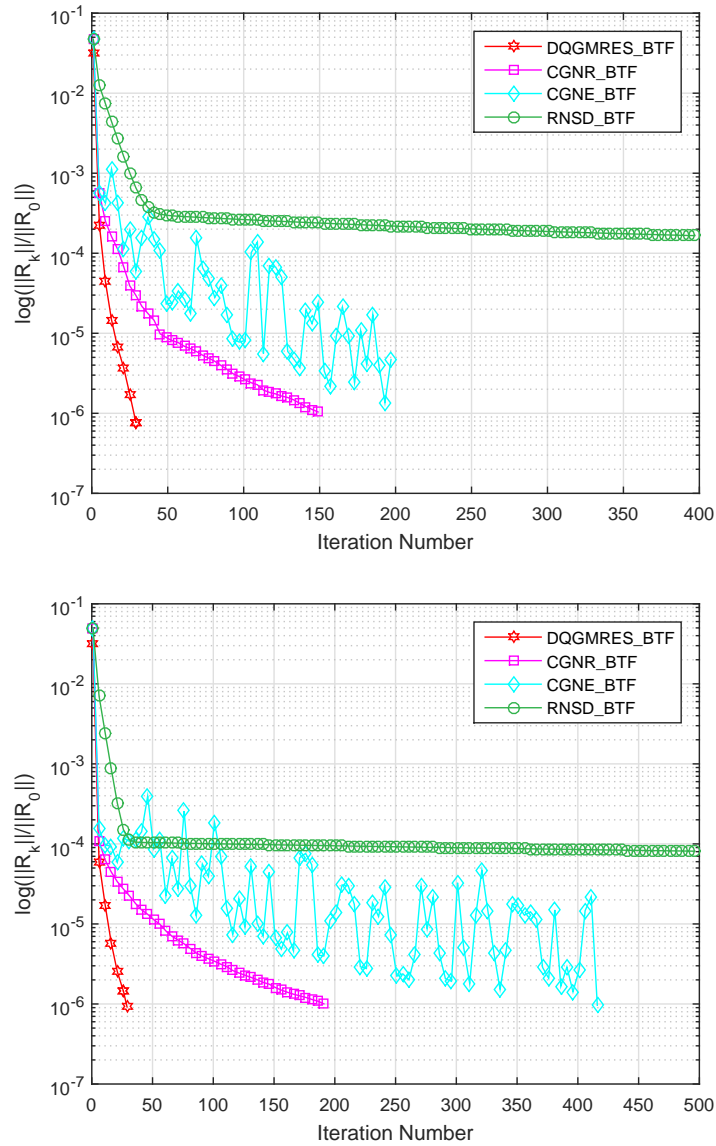 10^-1
10^-2
10^-3
10^-4
10^-5
10^-6
10^-7
log(||R_k||/||R_0||)
DQGMRES_BTF
CGNR_BTF
CGNE_BTF
RNSD_BTF
0 50 100 150 200 250 300 350 400
Iteration Number
10^-1
10^-2
10^-3
10^-4
10^-5
10^-6
10^-7
log(||R_k||/||R_0||)
DQGMRES_BTF
CGNR_BTF
CGNE_BTF
RNSD_BTF
0 50 100 150 200 250 300 350 400 450 500
Iteration Number